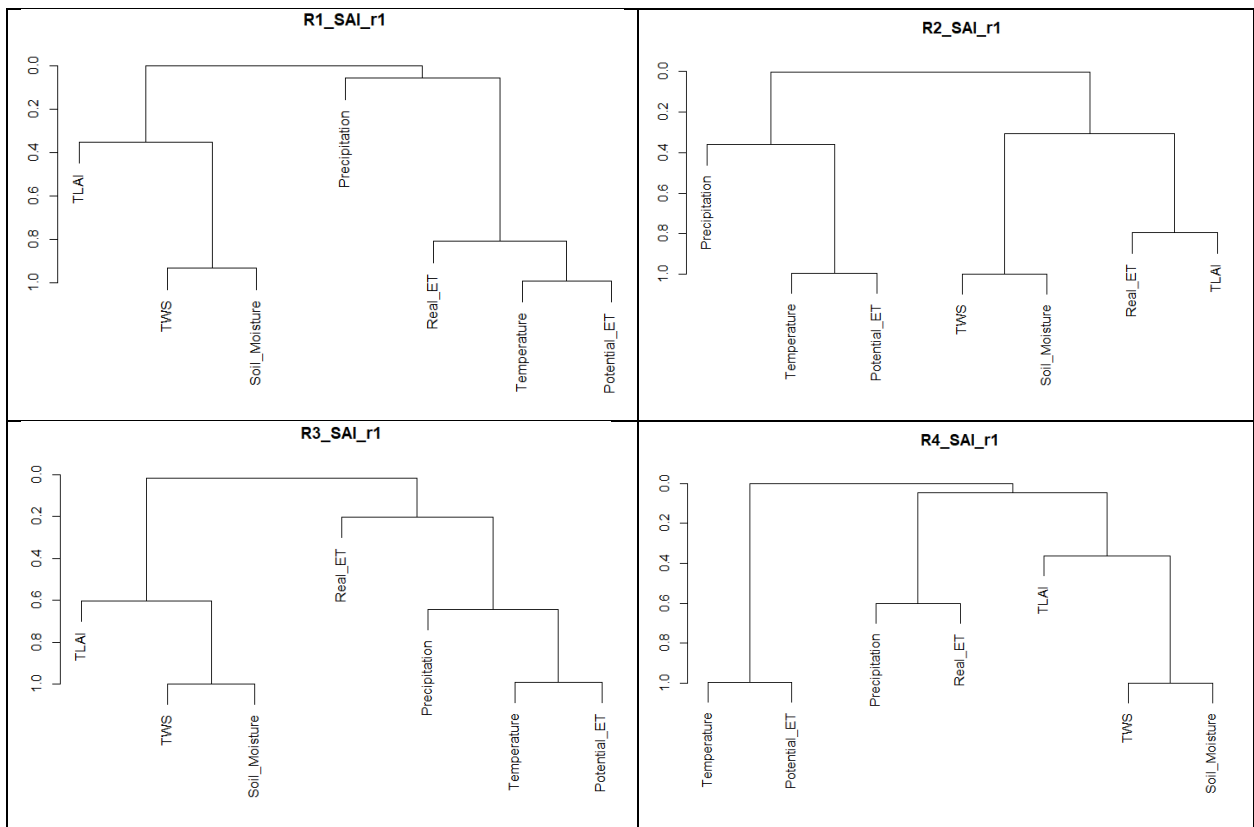 R1_SAI_r1
0.0
0.2
0.4
0.6
0.8
1.0
TLAI
TWS
Soil_Moisture
Precipitation
Real_ET
Temperature
Potential_ET
R2_SAI_r1
0.0
0.2
0.4
0.6
0.8
1.0
Precipitation
Temperature
Potential_ET
TWS
Soil_Moisture
Real_ET
TLAI
R3_SAI_r1
0.0
0.2
0.4
0.6
0.8
1.0
TLAI
TWS
Soil_Moisture
Real_ET
Precipitation
Temperature
Potential_ET
R4_SAI_r1
0.0
0.2
0.4
0.6
0.8
1.0
Temperature
Potential_ET
Precipitation
Real_ET
TLAI
TWS
Soil_Moisture